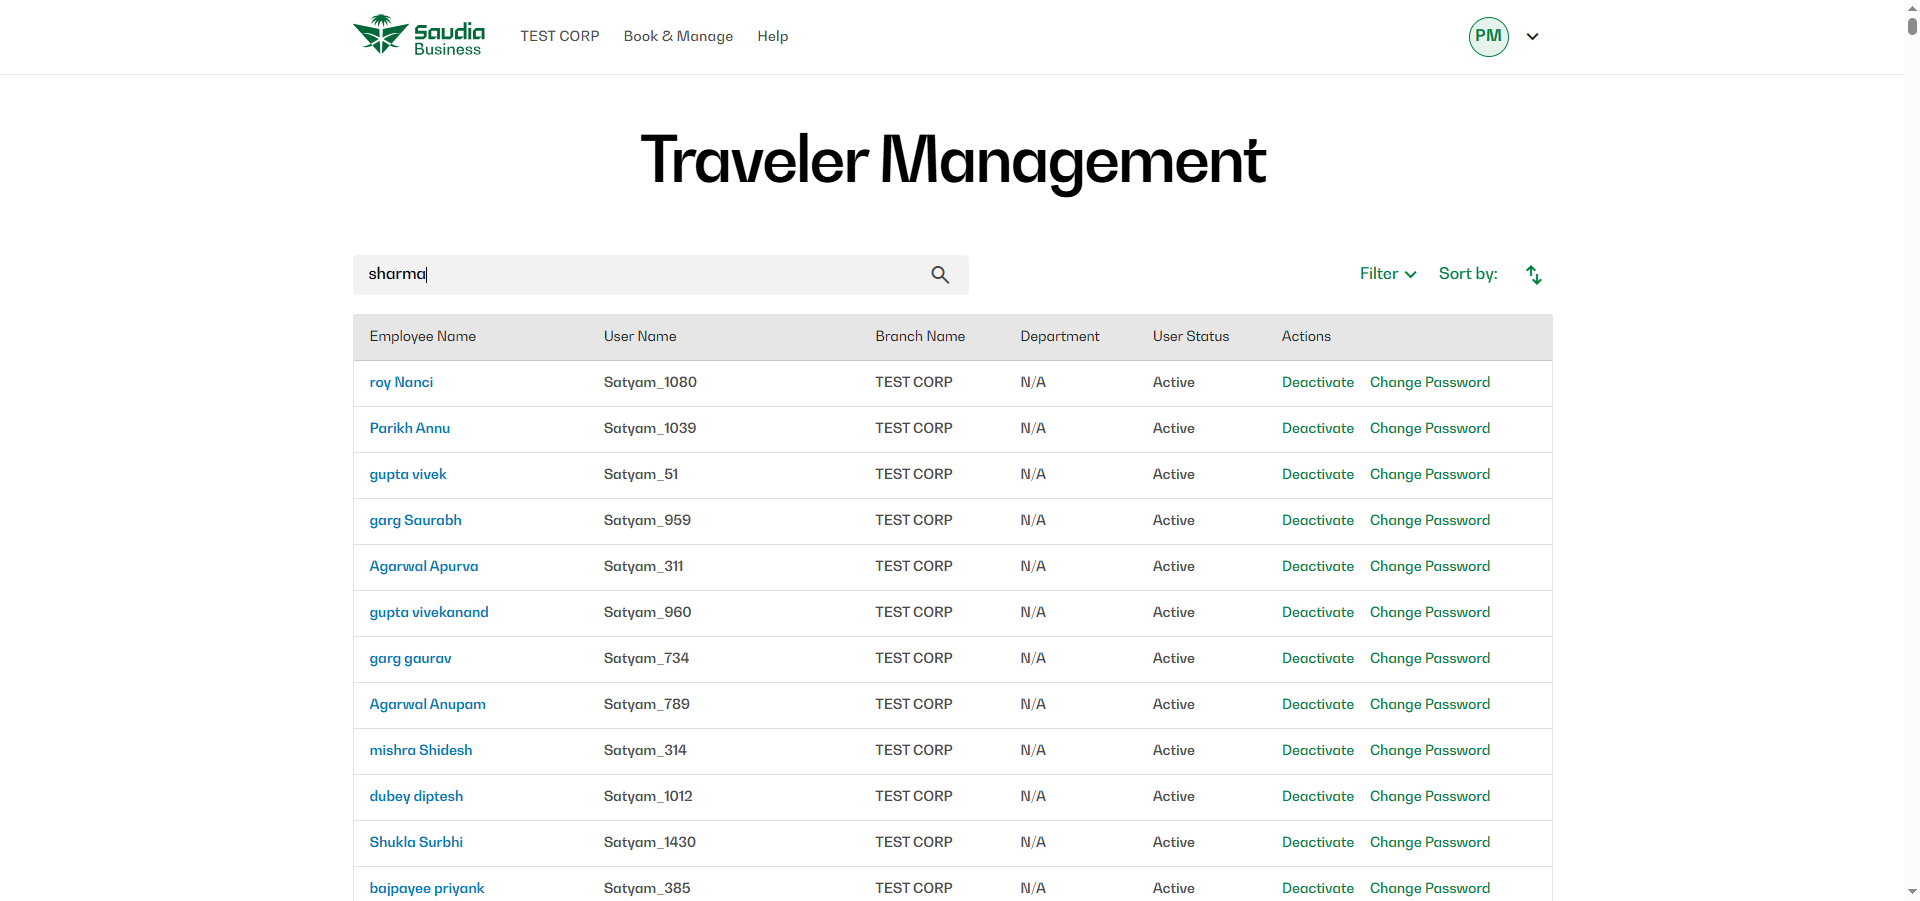 Saudia
Business
TEST CORP Book & Manage Help
PM
Traveler Management
sharma
Filter Sort by:
Employee Name User Name Branch Name Department User Status Actions
roy Nanci Satyam_1080 TEST CORP N/A Active Deactivate Change Password
Parikh Annu Satyam_1039 TEST CORP N/A Active Deactivate Change Password
gupta vivek Satyam_51 TEST CORP N/A Active Deactivate Change Password
garg Saurabh Satyam_959 TEST CORP N/A Active Deactivate Change Password
Agarwal Apurva Satyam_311 TEST CORP N/A Active Deactivate Change Password
gupta vivekanand Satyam_960 TEST CORP N/A Active Deactivate Change Password
garg gaurav Satyam_734 TEST CORP N/A Active Deactivate Change Password
Agarwal Anupam Satyam_789 TEST CORP N/A Active Deactivate Change Password
mishra Shidesh Satyam_314 TEST CORP N/A Active Deactivate Change Password
dubey diptesh Satyam_1012 TEST CORP N/A Active Deactivate Change Password
Shukla Surbhi Satyam_1430 TEST CORP N/A Active Deactivate Change Password
bajpayee priyank Satyam_385 TEST CORP N/A Active Deactivate Change Password